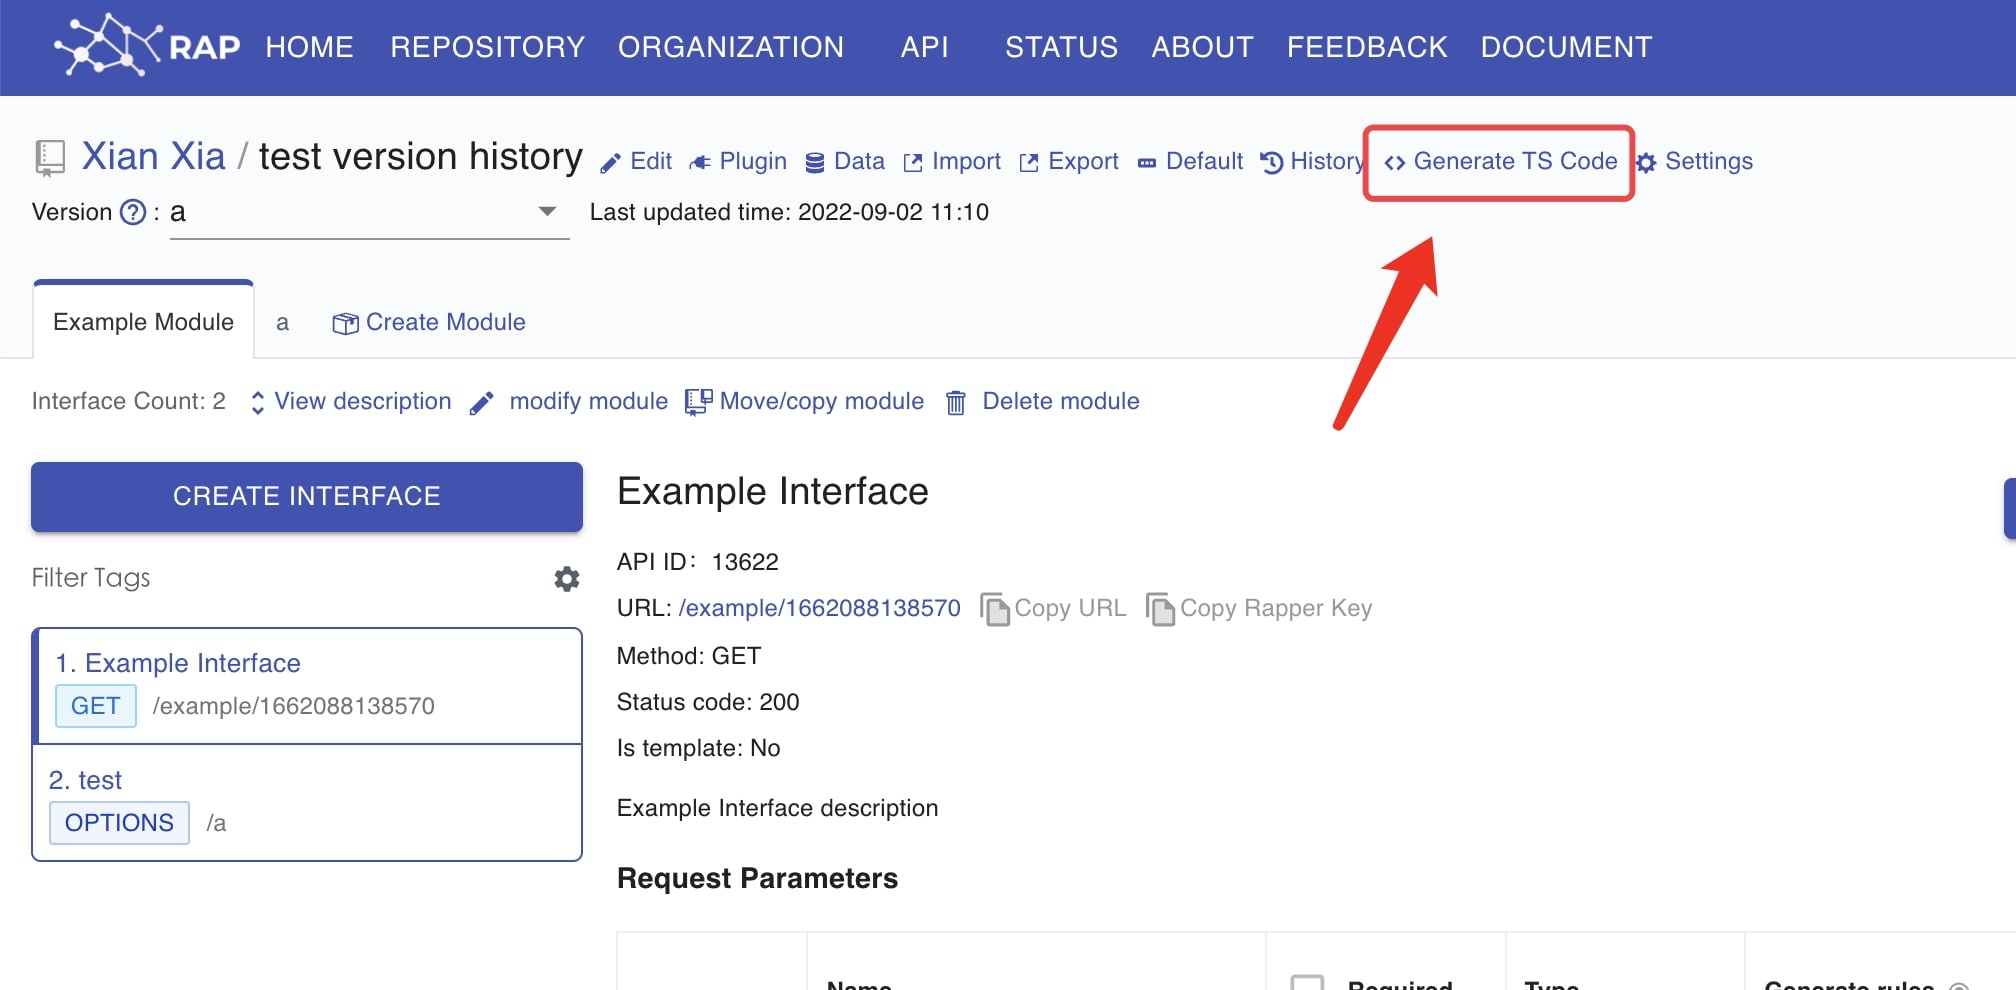 RAP HOME REPOSITORY ORGANIZATION API STATUS ABOUT FEEDBACK DOCUMENT
Xian Xia / test version history Edit Plugin Data Import Export Default History <> Generate TS Code Settings
Version ? : a Last updated time: 2022-09-02 11:10
Example Module a Create Module
Interface Count: 2 View description modify module Move/copy module Delete module
CREATE INTERFACE
Filter Tags
1. Example Interface
GET /example/1662088138570
2. test
OPTIONS /a
Example Interface
API ID: 13622
URL: /example/1662088138570 Copy URL Copy Rapper Key
Method: GET
Status code: 200
Is template: No
Example Interface description
Request Parameters
Name Required Type Generate rules